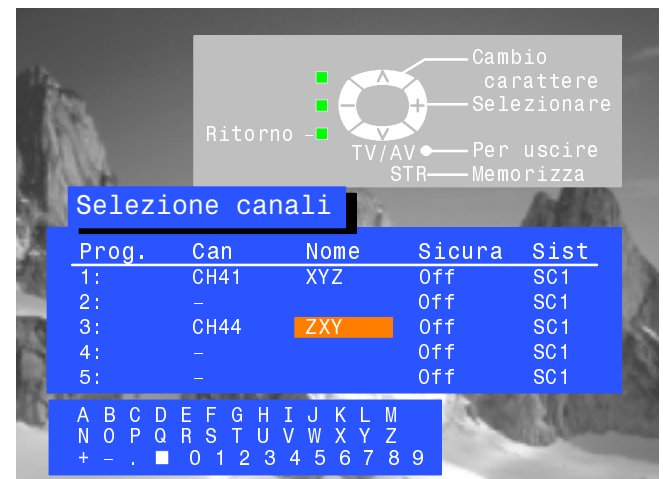 Cambio
carattere
Selezionare
Ritorno –
TV/AV Per uscire
STR Memorizza
Selezione canali
Prog. Can Nome Sicura Sist
1: CH41 XYZ Off SC1
2: – Off SC1
3: CH44 ZXY Off SC1
4: – Off SC1
5: – Off SC1
A B C D E F G H I J K L M
N O P Q R S T U V W X Y Z
+ – . ■ 0 1 2 3 4 5 6 7 8 9